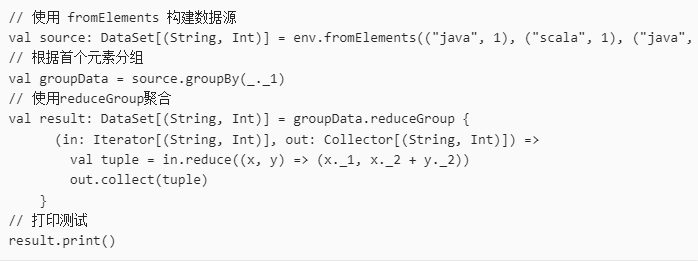 // 使用 fromElements 构建数据源
val source: DataSet[(String, Int)] = env.fromElements(("java", 1), ("scala", 1), ("java",
// 根据首个元素分组
val groupData = source.groupBy(_._1)
// 使用reduceGroup聚合
val result: DataSet[(String, Int)] = groupData.reduceGroup {
      (in: Iterator[(String, Int)], out: Collector[(String, Int)]) =>
        val tuple = in.reduce((x, y) => (x._1, x._2 + y._2))
        out.collect(tuple)
    }
// 打印测试
result.print()